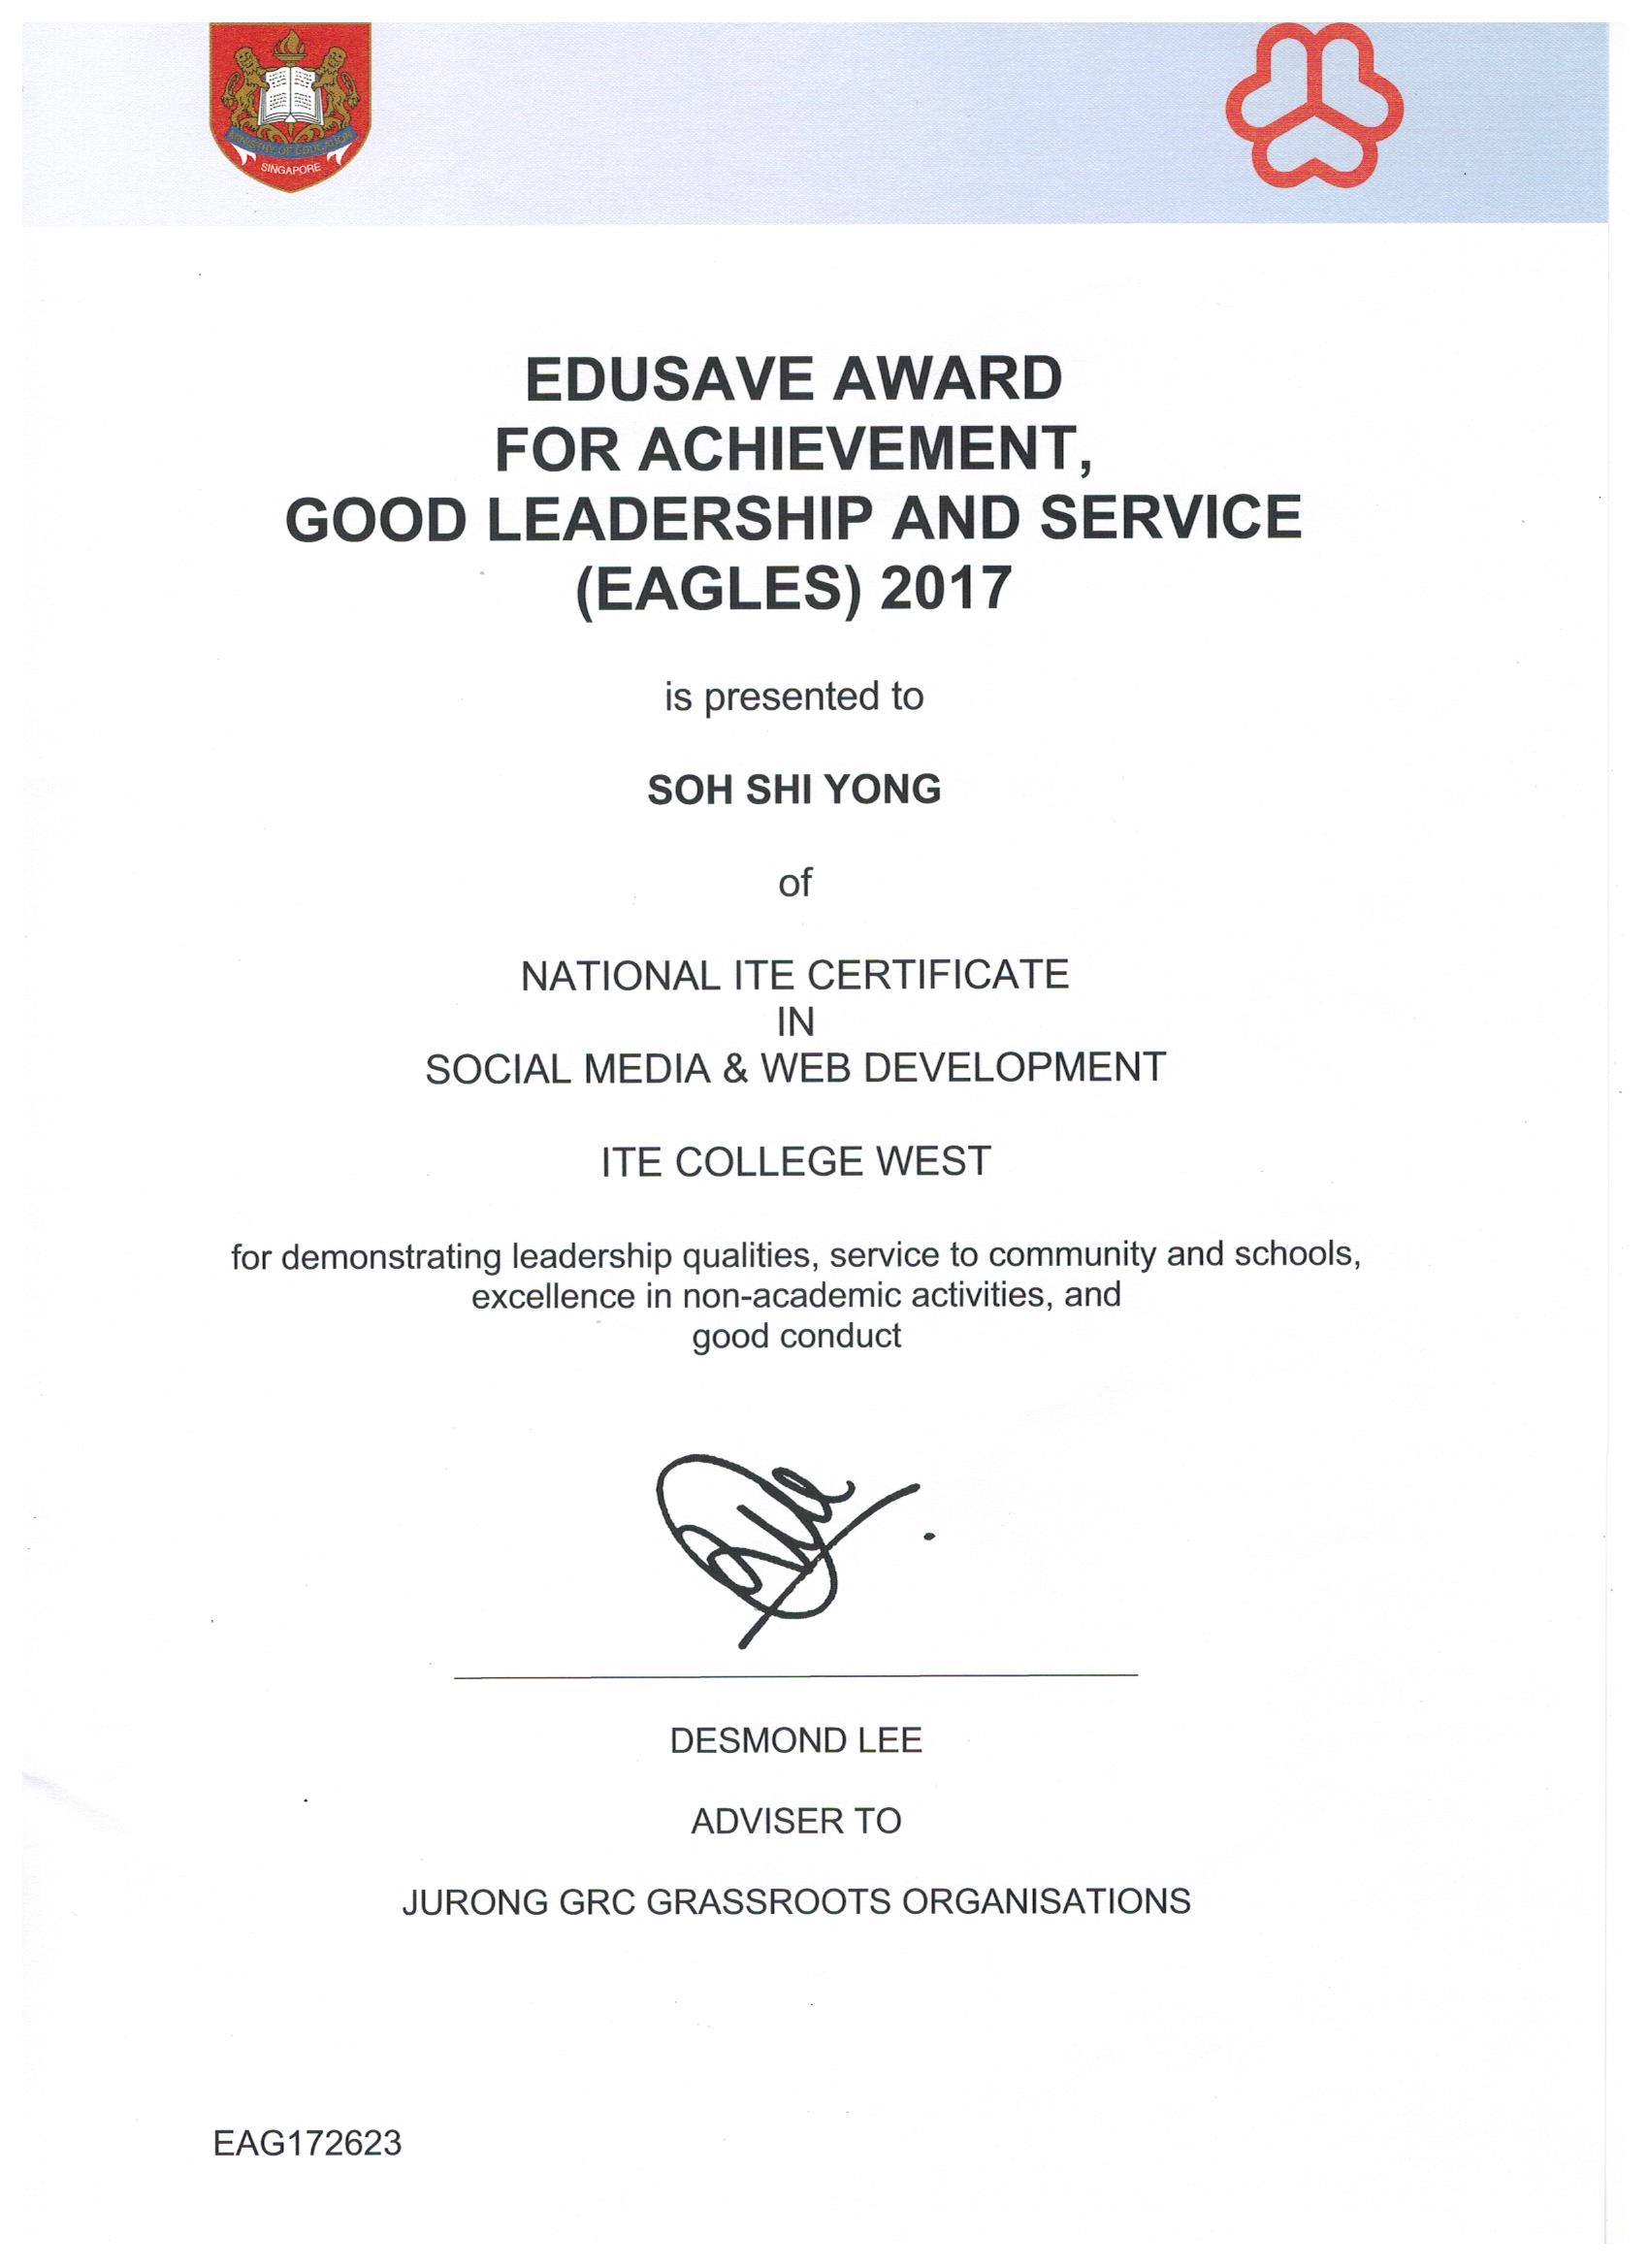 MINISTRY OF EDUCATION
SINGAPORE
EDUSAVE AWARD
FOR ACHIEVEMENT,
GOOD LEADERSHIP AND SERVICE
(EAGLES) 2017
is presented to
SOH SHI YONG
of
NATIONAL ITE CERTIFICATE
IN
SOCIAL MEDIA & WEB DEVELOPMENT
ITE COLLEGE WEST
for demonstrating leadership qualities, service to community and schools,
excellence in non-academic activities, and
good conduct
DESMOND LEE
ADVISER TO
JURONG GRC GRASSROOTS ORGANISATIONS
EAG172623